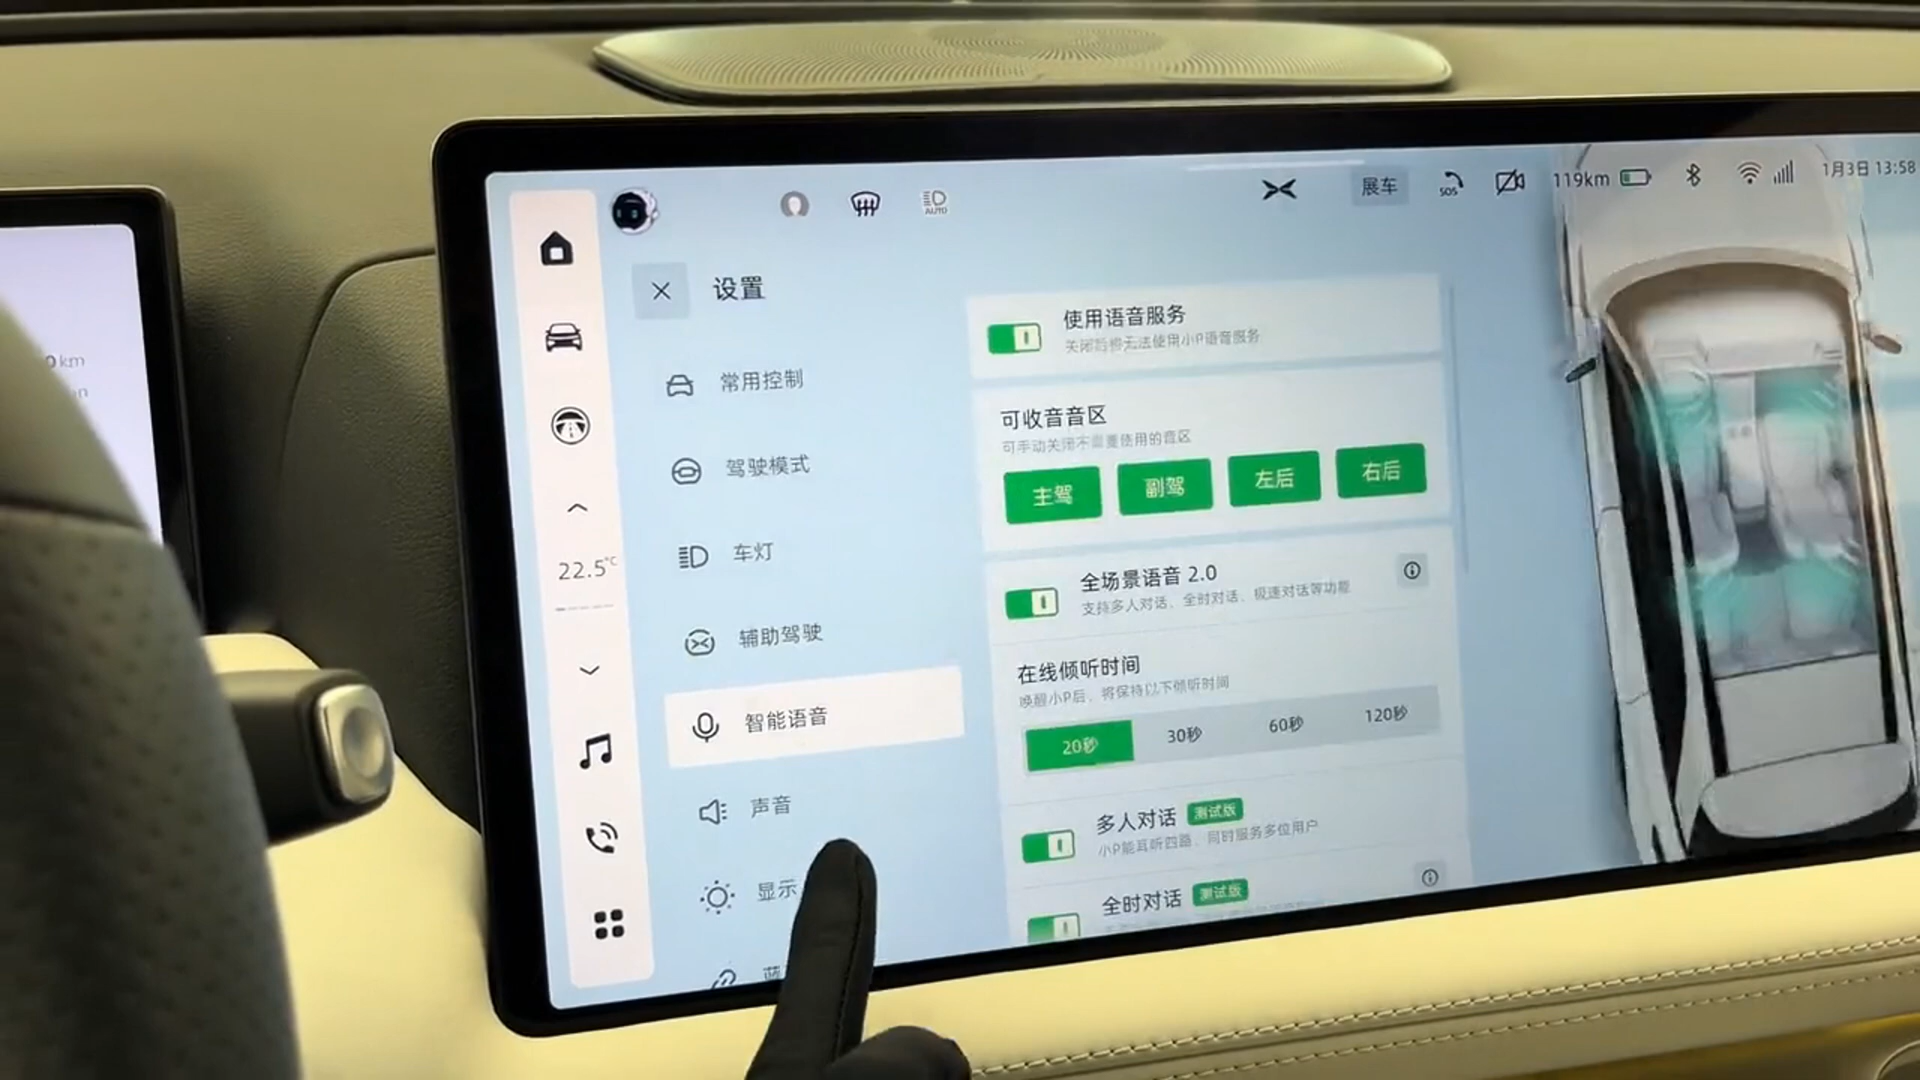 展车
SOS
119km
1月3日 13:58
AUTO
设置
常用控制
驾驶模式
车灯
辅助驾驶
智能语音
声音
显示
蓝
22.5°C
使用语音服务
关闭后将无法使用小P语音服务
可收音音区
可手动关闭不需要使用的音区
主驾
副驾
左后
右后
全场景语音 2.0
支持多人对话、全时对话、极速对话等功能
在线倾听时间
唤醒小P后，将保持以下倾听时间
20秒
30秒
60秒
120秒
多人对话 测试版
小P能耳听四路，同时服务多位用户
全时对话 测试版
0km